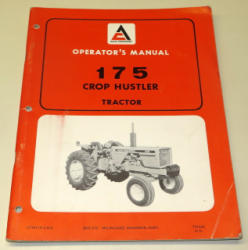 OPERATOR'S MANUAL
175
CROP HUSTLER
TRACTOR